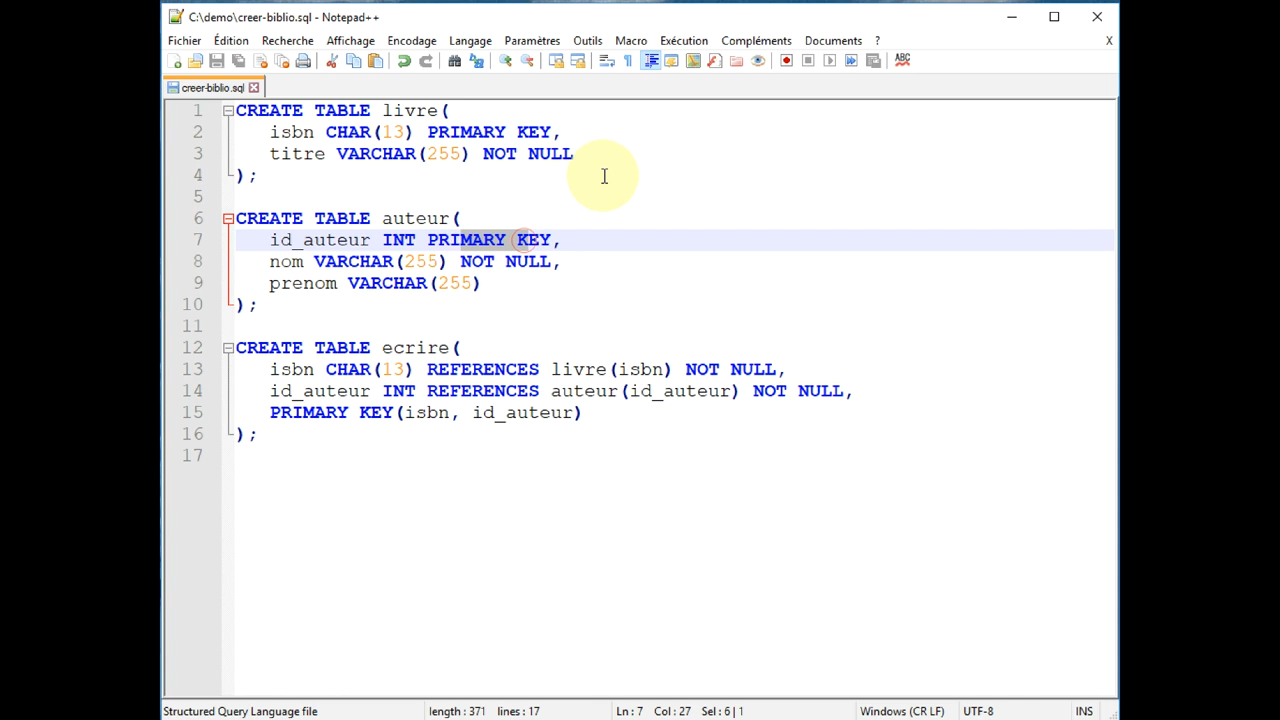 C:\demo\creer-biblio.sql - Notepad++
Fichier Édition Recherche Affichage Encodage Langage Paramètres Outils Macro Exécution Compléments Documents ? X
ABC
creer-biblio.sql
1 CREATE TABLE livre(
2 isbn CHAR(13) PRIMARY KEY,
3 titre VARCHAR(255) NOT NULL
4 );
5
6 CREATE TABLE auteur(
7 id_auteur INT PRIMARY KEY,
8 nom VARCHAR(255) NOT NULL,
9 prenom VARCHAR(255)
10 );
11
12 CREATE TABLE ecrire(
13 isbn CHAR(13) REFERENCES livre(isbn) NOT NULL,
14 id_auteur INT REFERENCES auteur(id_auteur) NOT NULL,
15 PRIMARY KEY(isbn, id_auteur)
16 );
17
Structured Query Language file length : 371 lines : 17 Ln : 7 Col : 27 Sel : 6 | 1 Windows (CR LF) UTF-8 INS